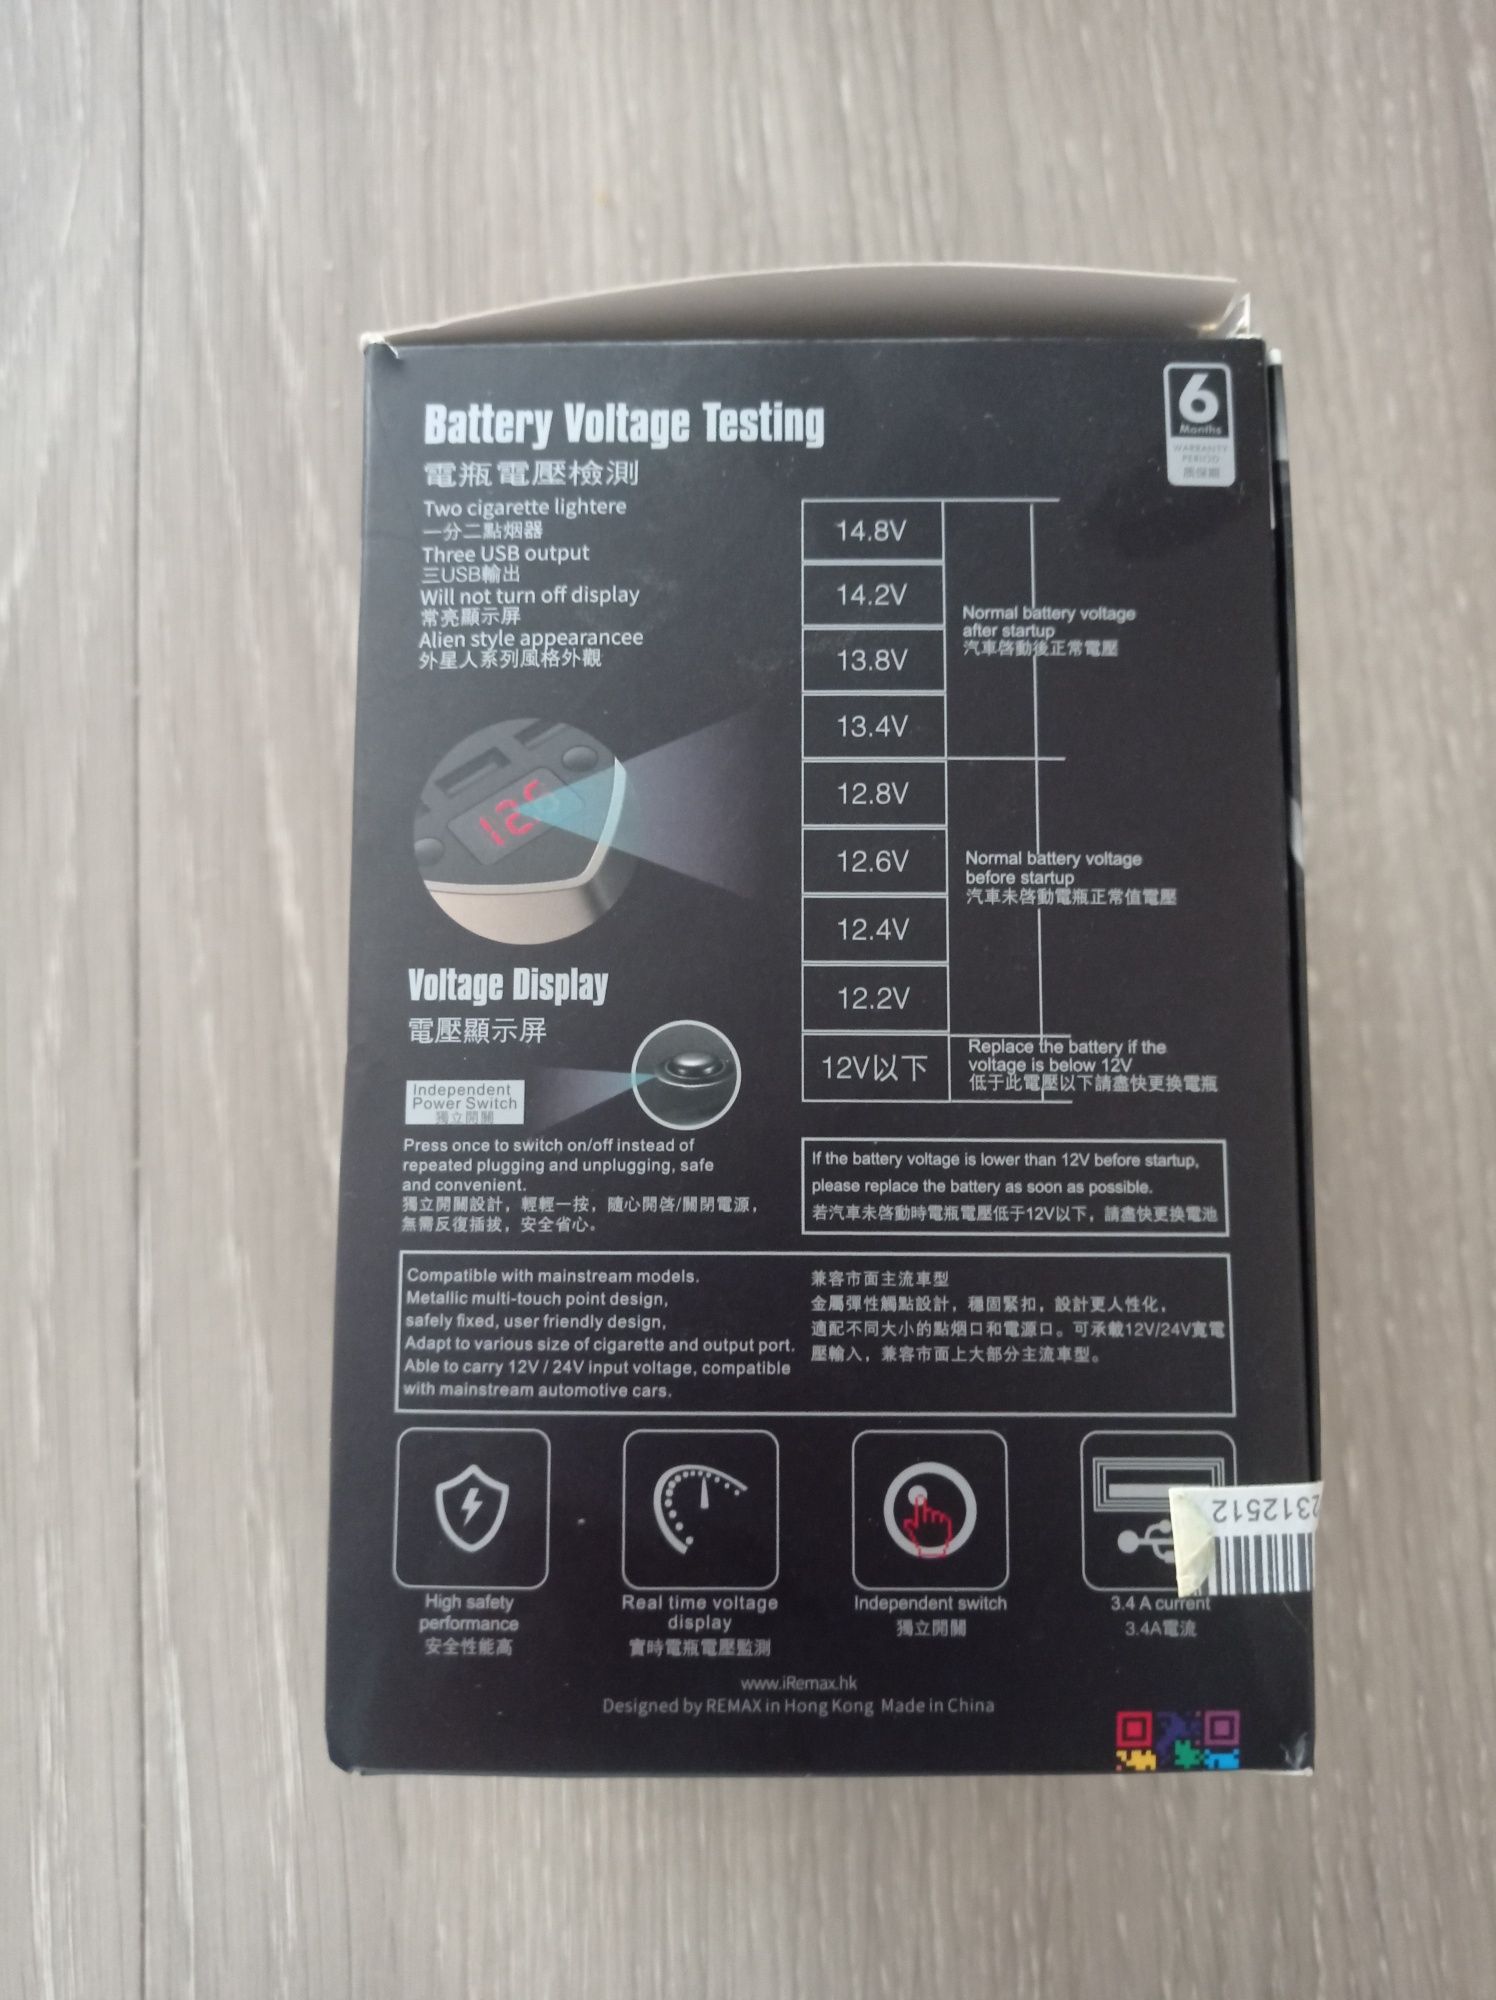 6
Months
WARRANTY
PERIOD
质保期
Battery Voltage Testing
電瓶電壓檢測
Two cigarette lightere
一分二點烟器
Three USB output
三USB輸出
Will not turn off display
常亮顯示屏
Alien style appearancee
外星人系列風格外觀
Voltage Display
電壓顯示屏
Independent
Power Switch
獨立開關
Press once to switch on/off instead of
repeated plugging and unplugging, safe
and convenient.
獨立開關設計，輕輕一按，隨心開啓/關閉電源，
無需反復插拔，安全省心。
14.8V
14.2V
13.8V
13.4V
Normal battery voltage
after startup
汽車啓動後正常電壓
12.8V
12.6V
12.4V
12.2V
Normal battery voltage
before startup
汽車未啓動電瓶正常值電壓
12V以下
Replace the battery if the
voltage is below 12V
低于此電壓以下請盡快更换電瓶
If the battery voltage is lower than 12V before startup,
please replace the battery as soon as possible.
若汽車未啓動時電瓶電壓低于12V以下，請盡快更换電池
Compatible with mainstream models.
Metallic multi-touch point design,
safely fixed, user friendly design,
Adapt to various size of cigarette and output port.
Able to carry 12V / 24V input voltage, compatible
with mainstream automotive cars.
兼容市面主流車型
金屬彈性觸點設計，穩固緊扣，設計更人性化，
適配不同大小的點烟口和電源口。可承載12V/24V寬電
壓輸入，兼容市面上大部分主流車型。
High safety
performance
安全性能高
Real time voltage
display
實時電瓶電壓監測
Independent switch
獨立開關
3.4 A current
3.4A電流
2312512
www.iRemax.hk
Designed by REMAX in Hong Kong Made in China